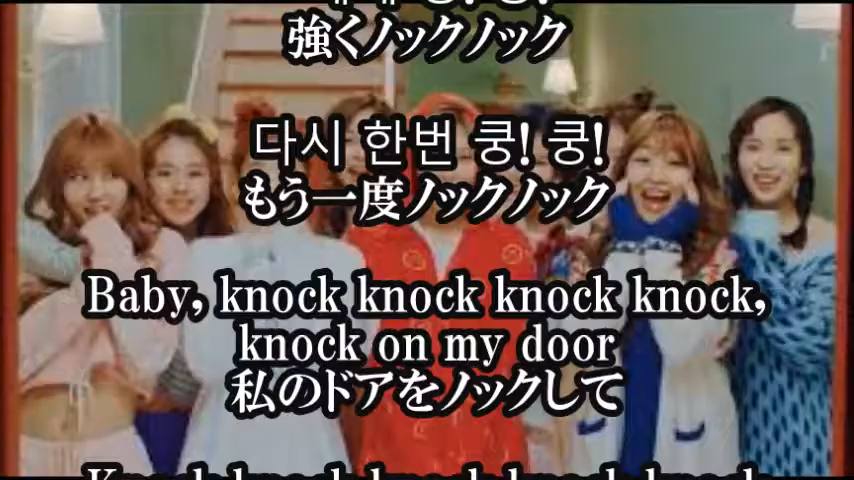 強くノックノック
다시 한번 쿵! 쿵!
もう一度ノックノック
Baby, knock knock knock knock,
knock on my door
私のドアをノックして